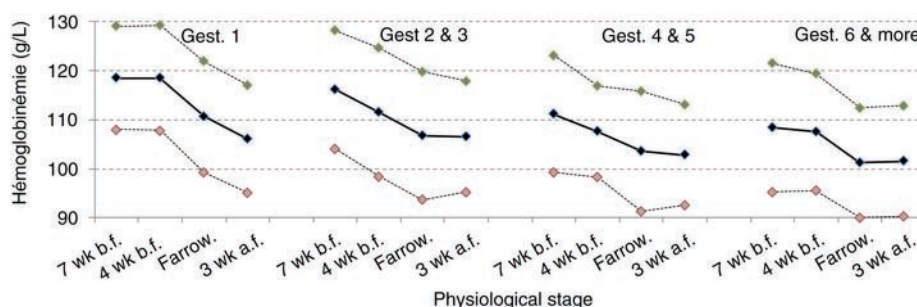 Hémoglobinémie (g/L)
130
120
110
100
90
Gest. 1
Gest 2 & 3
Gest. 4 & 5
Gest. 6 & more
7 wk b.f.
4 wk b.f.
Farrow.
3 wk a.f.
7 wk b.f.
4 wk b.f.
Farrow.
3 wk a.f.
7 wk b.f.
4 wk b.f.
Farrow.
3 wk a.f.
7 wk b.f.
4 wk b.f.
Farrow.
3 wk a.f.
Physiological stage